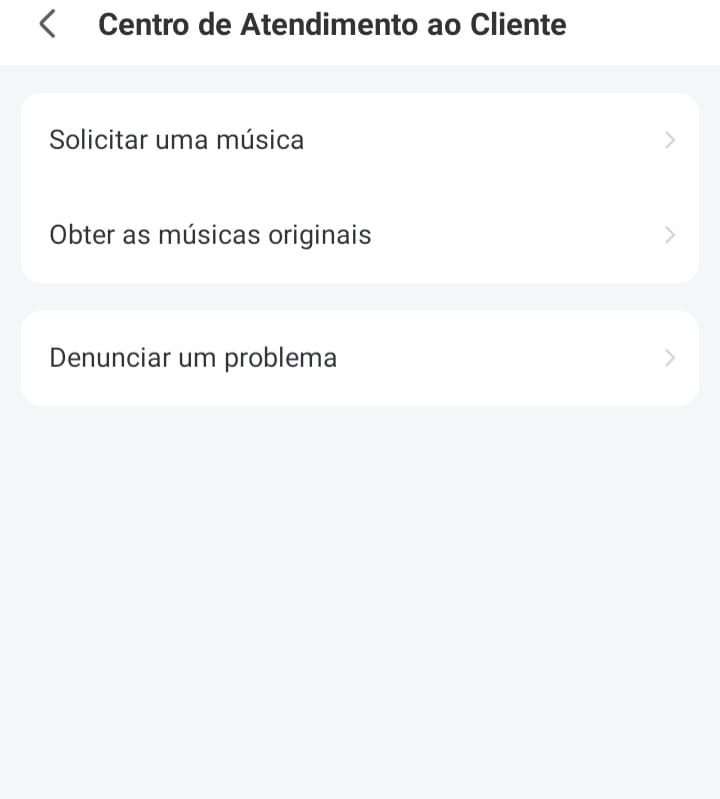 Centro de Atendimento ao Cliente
Solicitar uma música
Obter as músicas originais
Denunciar um problema